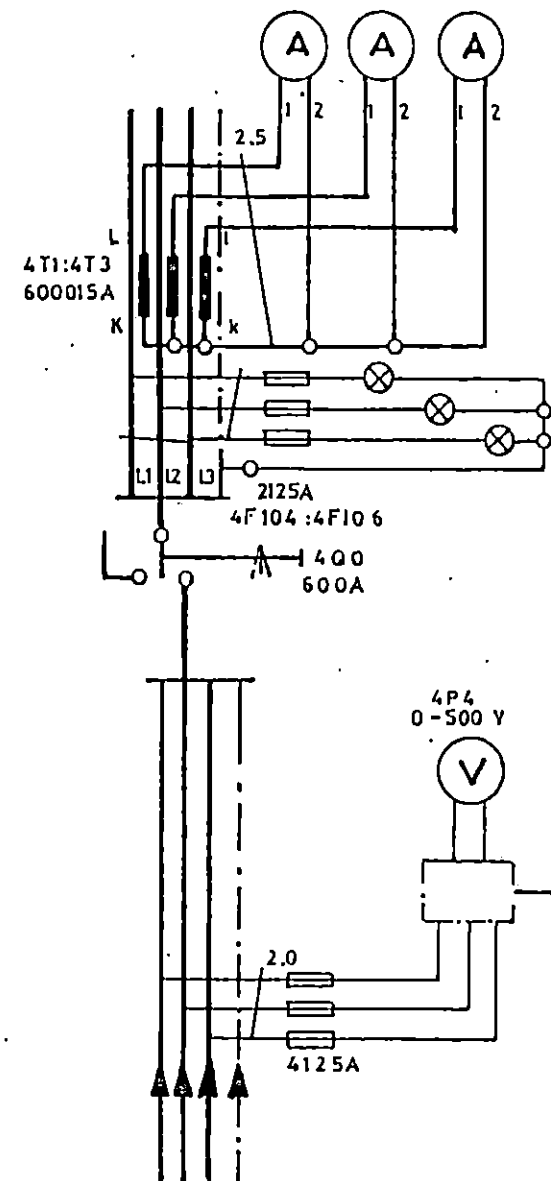 A A A
1 2 1 2 1 2
2.5
L l
4T1:4T3
600015A
K k
L1 L2 L3
2125A
4F104:4F106
4Q0
600A
4P4
0-500 Y
V
2.0
4125A